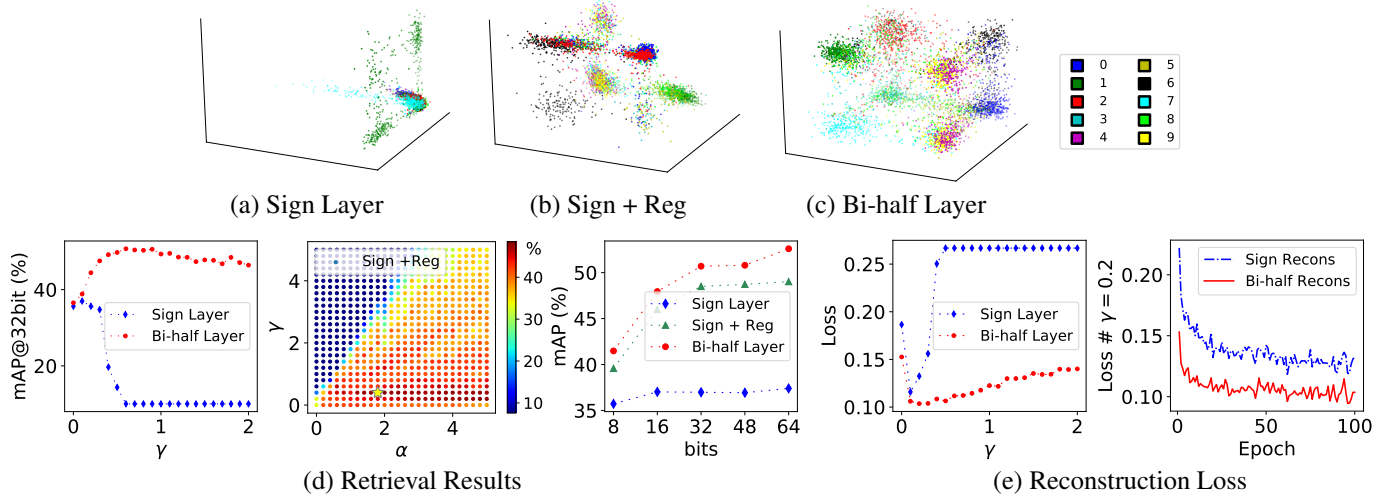 0 5
1 6
2 7
3 8
4 9
(a) Sign Layer
(b) Sign + Reg
(c) Bi-half Layer
mAP@32bit (%)
40
20
0 1 2
γ
Sign Layer
Bi-half Layer
γ
4
2
0
0 2 4
α
Sign +Reg
%
40
30
20
10
mAP (%)
50
45
40
35
8 16 32 48 64
bits
Sign Layer
Sign + Reg
Bi-half Layer
(d) Retrieval Results
Loss
0.25
0.20
0.15
0.10
0 1 2
γ
Sign Layer
Bi-half Layer
Loss # γ = 0.2
0.20
0.15
0.10
1 50 100
Epoch
Sign Recons
Bi-half Recons
(e) Reconstruction Loss